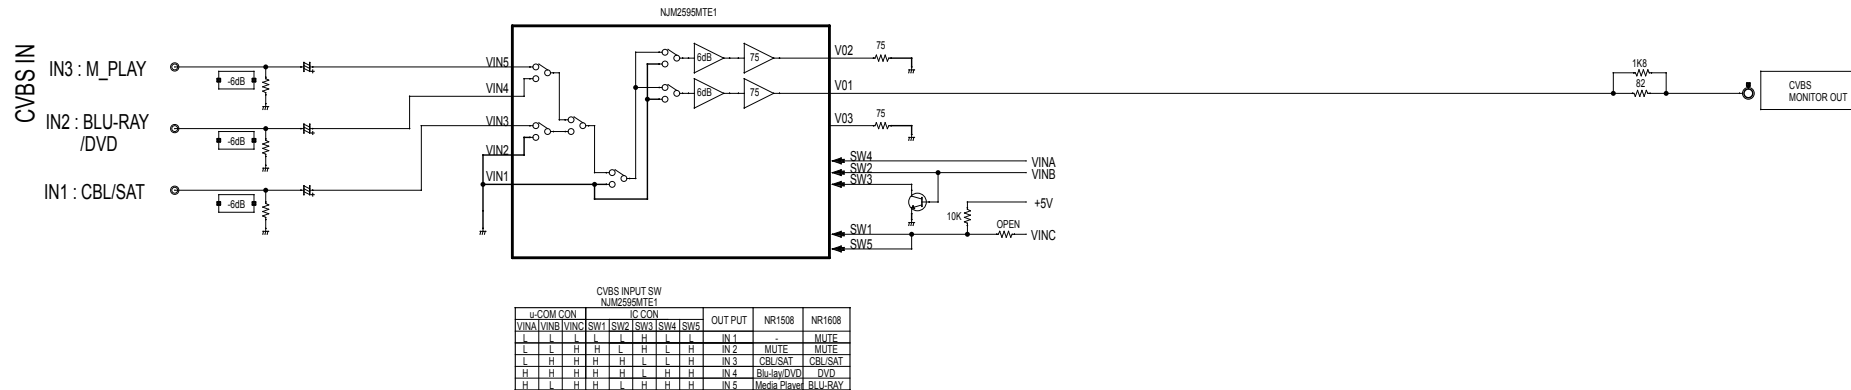 NJM2595MTE1
CVBS IN
IN3 : M_PLAY
-6dB
IN2 : BLU-RAY
/DVD
-6dB
IN1 : CBL/SAT
-6dB
VIN5
VIN4
VIN3
VIN2
VIN1
6dB
75
6dB
75
V02
75
V01
V03
75
SW4
SW2
SW3
SW1
SW5
VINA
VINB
+5V
10K
OPEN
VINC
1K8
82
CVBS
MONITOR OUT
CVBS INPUT SW
NJM2595MTE1
u-COM CON IC CON OUT PUT NR1508 NR1608
VINA VINB VINC SW1 SW2 SW3 SW4 SW5
L L L L L H L L IN 1 - MUTE
L L H H L H L H IN 2 MUTE MUTE
L H H H H L L H IN 3 CBL/SAT CBL/SAT
H H H H H L H H IN 4 Blu-lay/DVD DVD
H L H H L H H H IN 5 Media Player BLU-RAY